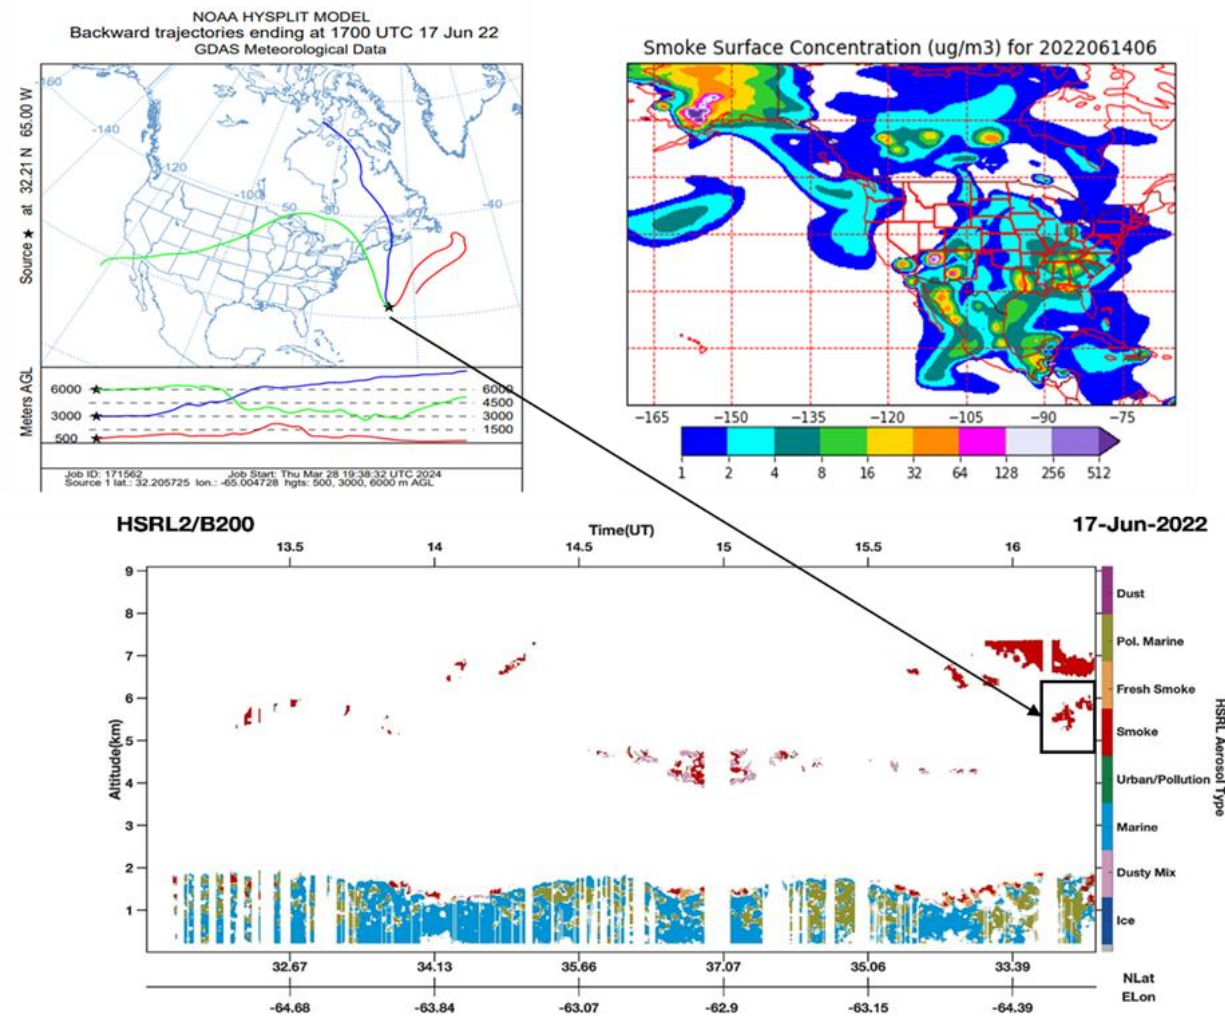 NOAA HYSPLIT MODEL
Backward trajectories ending at 1700 UTC 17 Jun 22
GDAS Meteorological Data
Source ★ at 32.21 N 65.00 W
-160
-140
-120
-100
-80
-60
-40
50
30
Meters AGL
6000
3000
500
6000
4500
3000
1500
Job ID: 171562 Job Start: Thu Mar 28 19:38:32 UTC 2024
Source 1 lat.: 32.205725 lon.: -65.004728 hgts: 500, 3000, 6000 m AGL
Smoke Surface Concentration (ug/m3) for 2022061406
−165 −150 −135 −120 −105 −90 −75
1 2 4 8 16 32 64 128 256 512
HSRL2/B200
Time(UT)
17-Jun-2022
13.5 14 14.5 15 15.5 16
Altitude(km)
9
8
7
6
5
4
3
2
1
Dust
Pol. Marine
Fresh Smoke
Smoke
Urban/Pollution
Marine
Dusty Mix
Ice
HSRL Aerosol Type
32.67 34.13 35.66 37.07 35.06 33.39
NLat
ELon
-64.68 -63.84 -63.07 -62.9 -63.15 -64.39